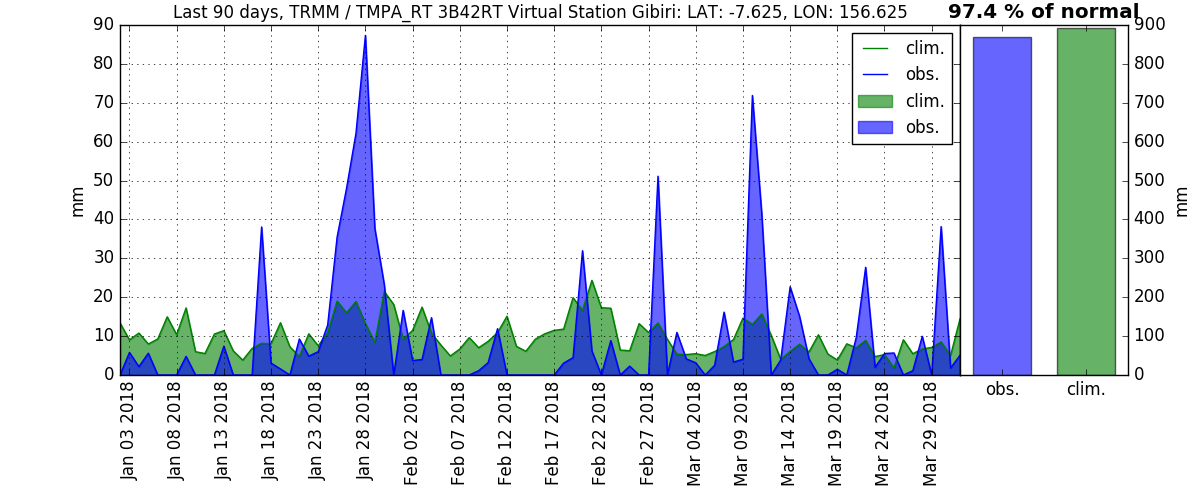 Last 90 days, TRMM / TMPA_RT 3B42RT Virtual Station Gibiri: LAT: -7.625, LON: 156.625
97.4 % of normal
90
80
70
60
50
40
30
20
10
0
mm
clim.
obs.
clim.
obs.
900
800
700
600
500
400
300
200
100
0
mm
Jan 03 2018
Jan 08 2018
Jan 13 2018
Jan 18 2018
Jan 23 2018
Jan 28 2018
Feb 02 2018
Feb 07 2018
Feb 12 2018
Feb 17 2018
Feb 22 2018
Feb 27 2018
Mar 04 2018
Mar 09 2018
Mar 14 2018
Mar 19 2018
Mar 24 2018
Mar 29 2018
obs.
clim.